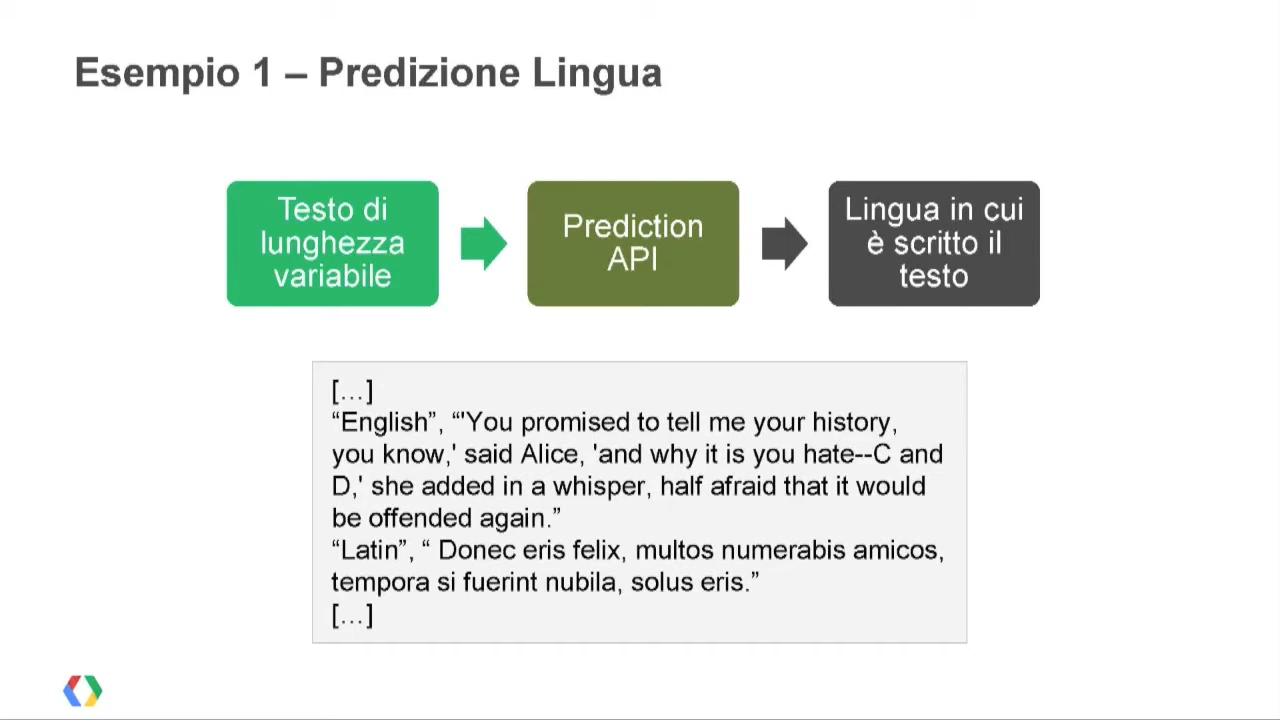 Esempio 1 – Predizione Lingua
Testo di
lunghezza
variabile
Prediction
API
Lingua in cui
è scritto il
testo
[…]
“English”, “'You promised to tell me your history,
you know,' said Alice, 'and why it is you hate--C and
D,' she added in a whisper, half afraid that it would
be offended again.”
“Latin”, “ Donec eris felix, multos numerabis amicos,
tempora si fuerint nubila, solus eris.”
[…]